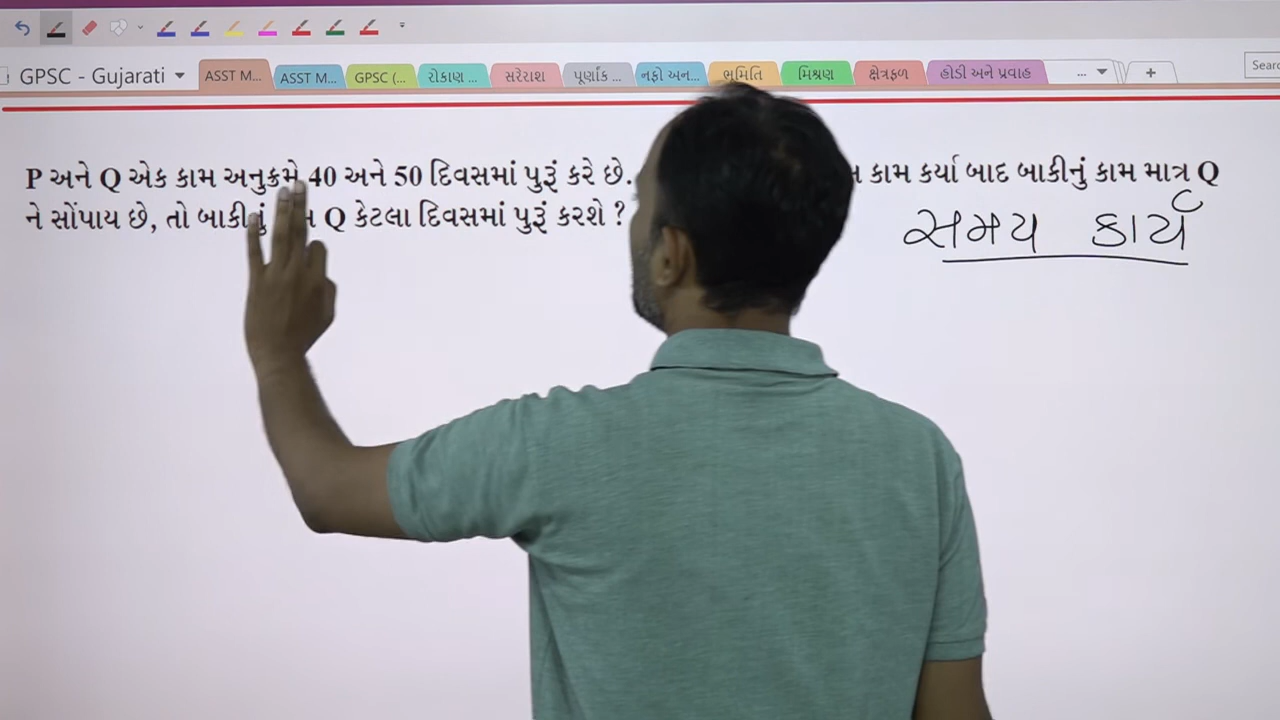 GPSC - Gujarati
ASST M...
ASST M...
GPSC (...
રોકાણ ...
સરેરાશ
પૂર્ણાંક ...
નફો અન...
ભૂમિતિ
મિશ્રણ
ક્ષેત્રફળ
હોડી અને પ્રવાહ
...
Searc
P અને Q એક કામ અનુક્રમે 40 અને 50 દિવસમાં પુરૂં કરે છે. કામ કર્યા બાદ બાકીનું કામ માત્ર Q
ને સોંપાય છે, તો Q કેટલા દિવસમાં પુરૂં કરશે ?
સમય કાર્ય